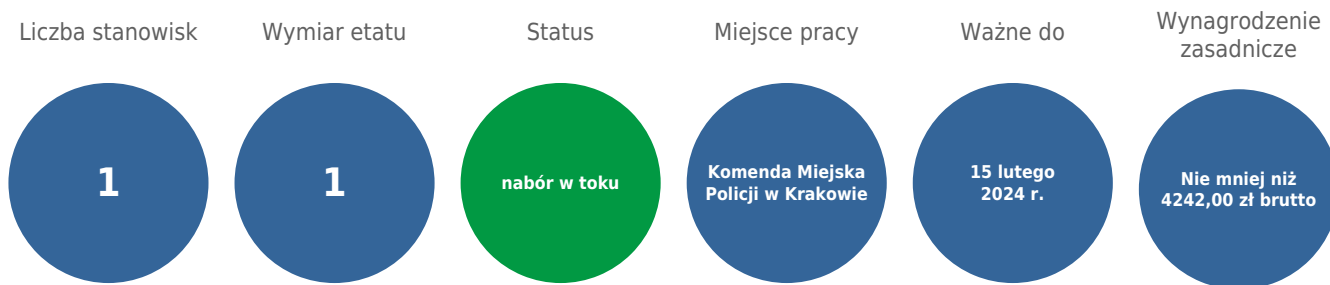 Liczba stanowisk
1
Wymiar etatu
1
Status
nabór w toku
Miejsce pracy
Komenda Miejska
Policji w Krakowie
Ważne do
15 lutego
2024 r.
Wynagrodzenie
zasadnicze
Nie mniej niż
4242,00 zł brutto